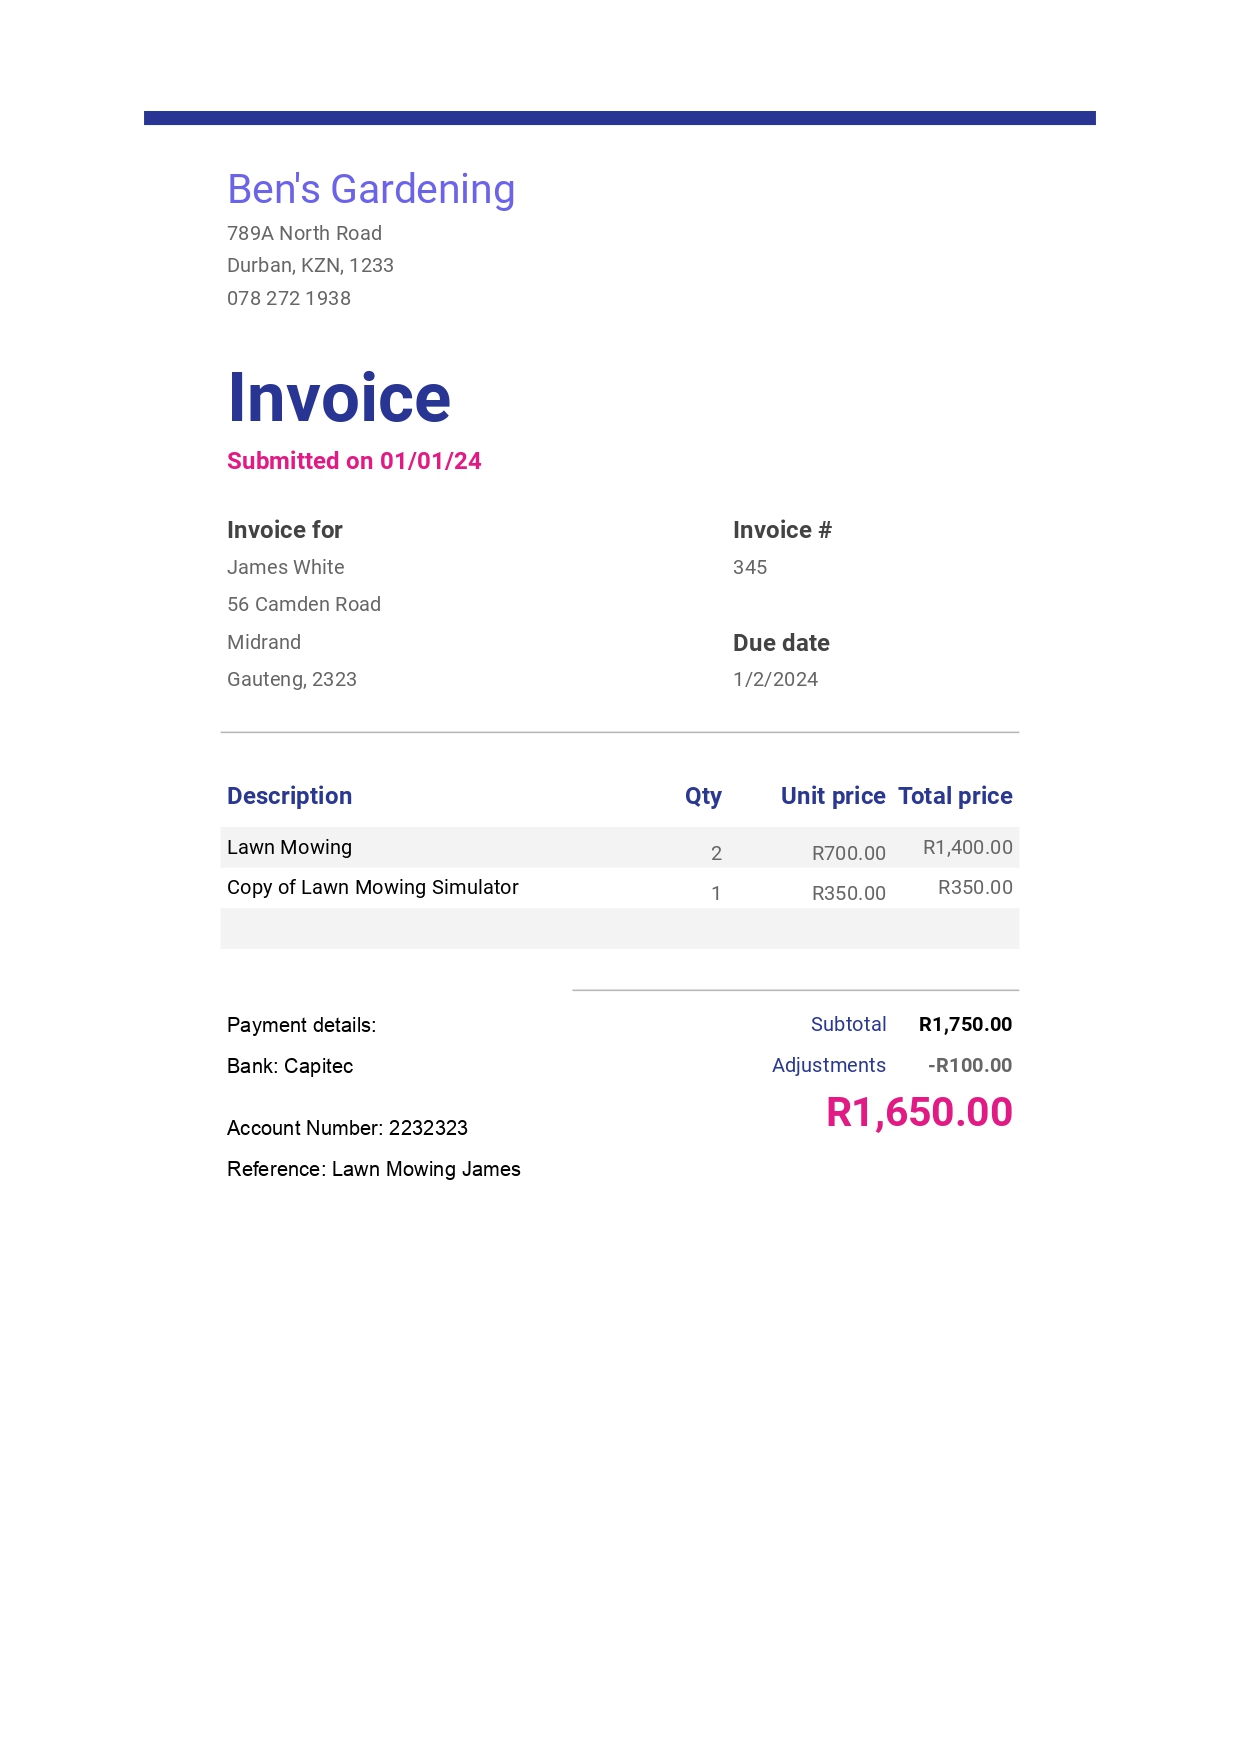 Ben's Gardening
789A North Road
Durban, KZN, 1233
078 272 1938
Invoice
Submitted on 01/01/24
Invoice for
James White
56 Camden Road
Midrand
Gauteng, 2323
Invoice #
345
Due date
1/2/2024
Description Qty Unit price Total price
Lawn Mowing 2 R700.00 R1,400.00
Copy of Lawn Mowing Simulator 1 R350.00 R350.00
Payment details:
Bank: Capitec
Account Number: 2232323
Reference: Lawn Mowing James
Subtotal R1,750.00
Adjustments -R100.00
R1,650.00